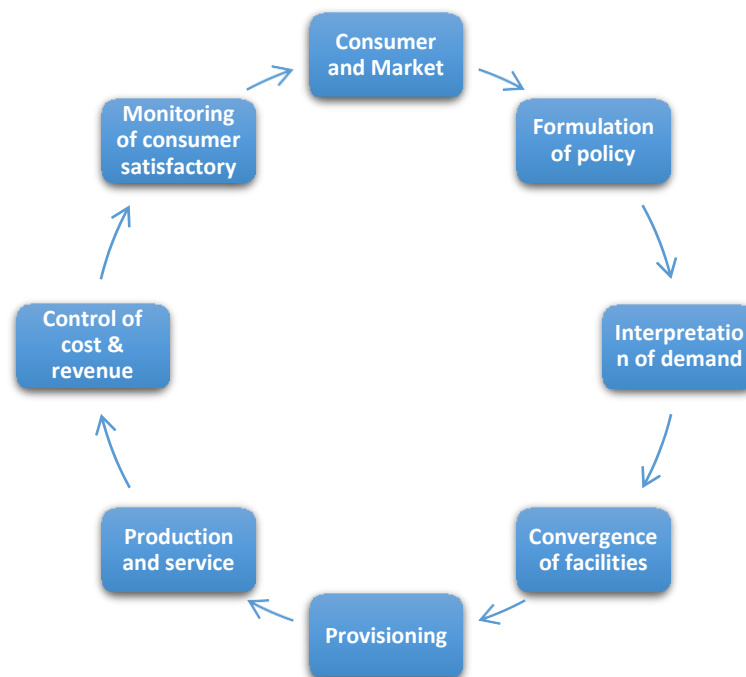 Consumer
and Market
Formulation
of policy
Interpretatio
n of demand
Convergence
of facilities
Provisioning
Production
and service
Control of
cost &
revenue
Monitoring
of consumer
satisfactory